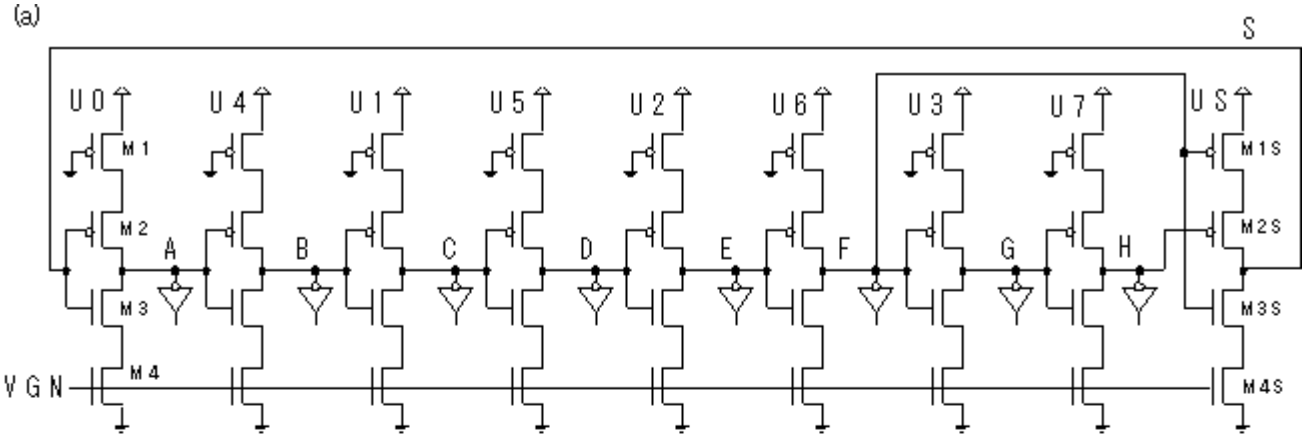 (a)
S
U0 U4 U1 U5 U2 U6 U3 U7 US
M1 M1S
M2 A B C D E F G H M2S
M3 M3S
VGN M4 M4S